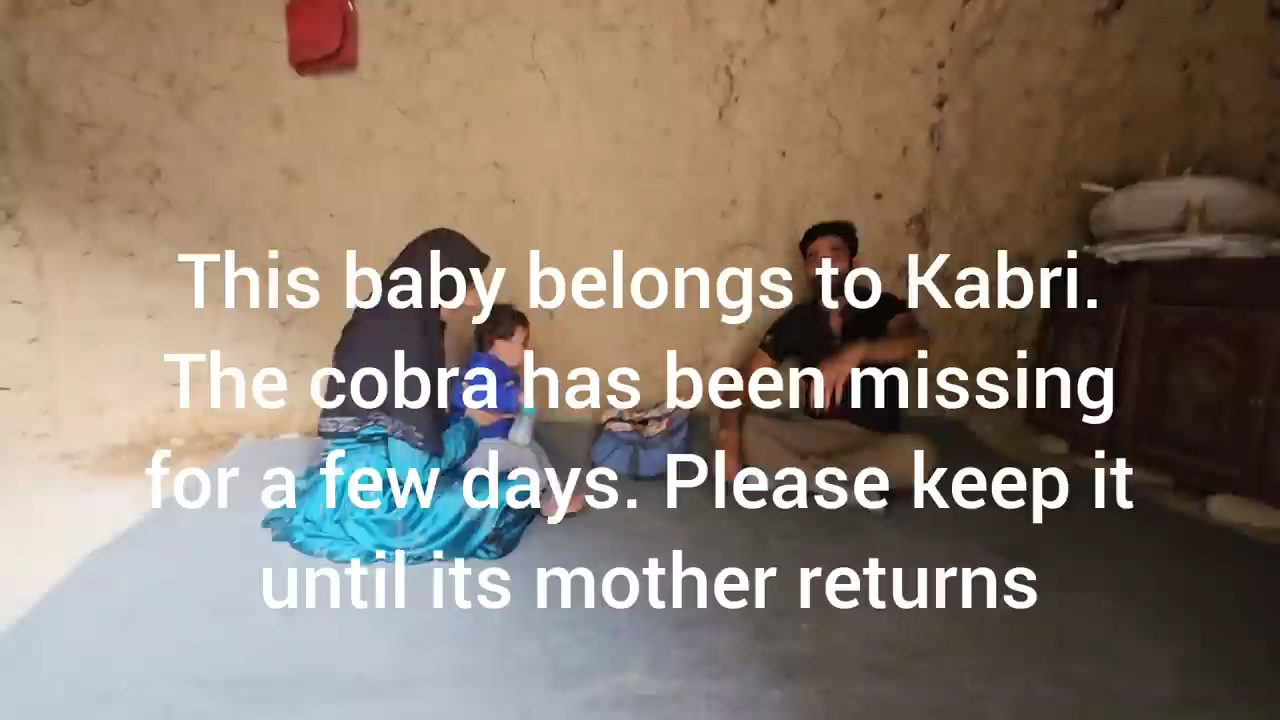 This baby belongs to Kabri.
The cobra has been missing
for a few days. Please keep it
until its mother returns